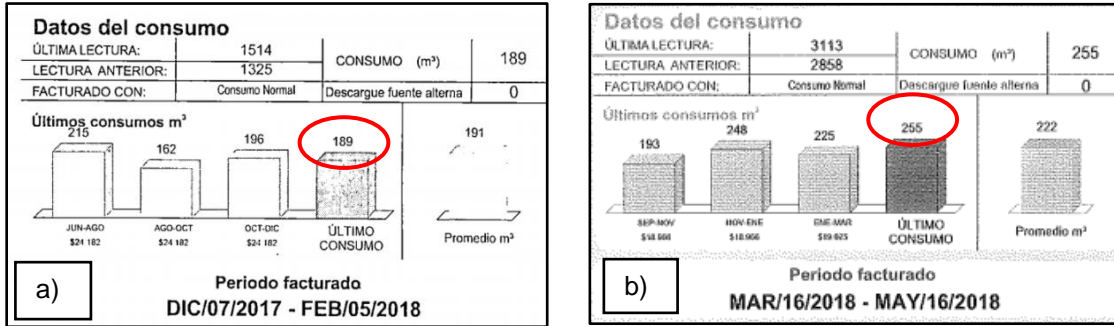 Datos del consumo
ÚLTIMA LECTURA: 1514
LECTURA ANTERIOR: 1325
CONSUMO (m³) 189
FACTURADO CON: Consumo Normal Descargue fuente alterna 0
Últimos consumos m³
215 162 196 189 191
JUN-AGO AGO-OCT OCT-DIC ÚLTIMO CONSUMO Promedio m³
$24 182 $24 182 $24 182
Periodo facturado
a)
DIC/07/2017 - FEB/05/2018
Datos del consumo
ÚLTIMA LECTURA: 3113
LECTURA ANTERIOR: 2858
CONSUMO (m³) 255
FACTURADO CON: Consumo Normal Descargue fuente alterna 0
Últimos consumos m³
193 248 225 255 222
SEP-NOV NOV-ENE ENE-MAR ÚLTIMO CONSUMO Promedio m³
Periodo facturado
b)
MAR/16/2018 - MAY/16/2018